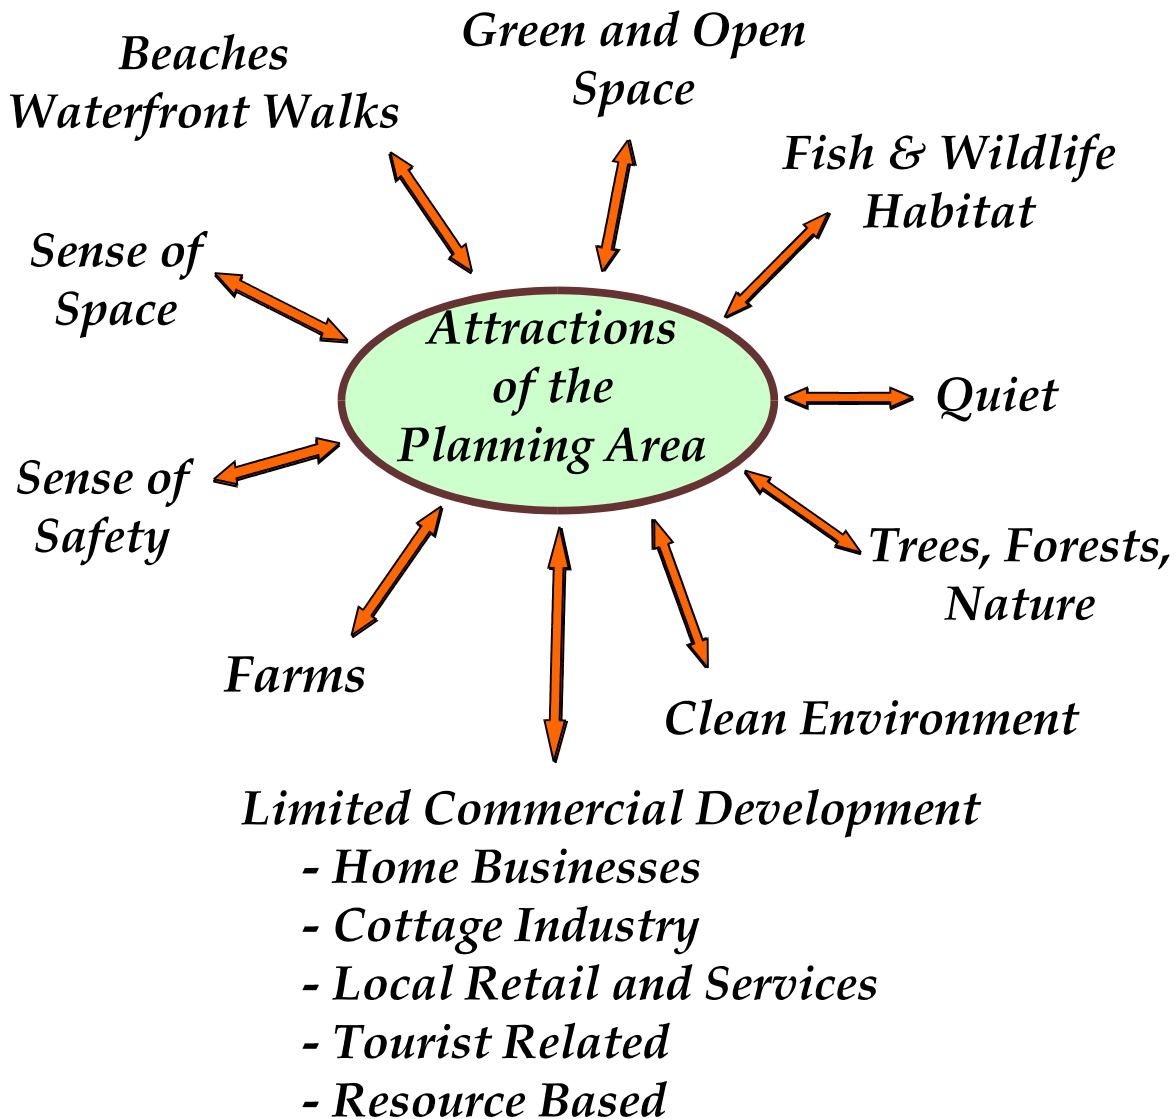 Green and Open
Space
Beaches
Waterfront Walks
Fish & Wildlife
Habitat
Sense of
Space
Attractions
of the
Planning Area
Quiet
Sense of
Safety
Trees, Forests,
Nature
Farms
Clean Environment
Limited Commercial Development
- Home Businesses
- Cottage Industry
- Local Retail and Services
- Tourist Related
- Resource Based